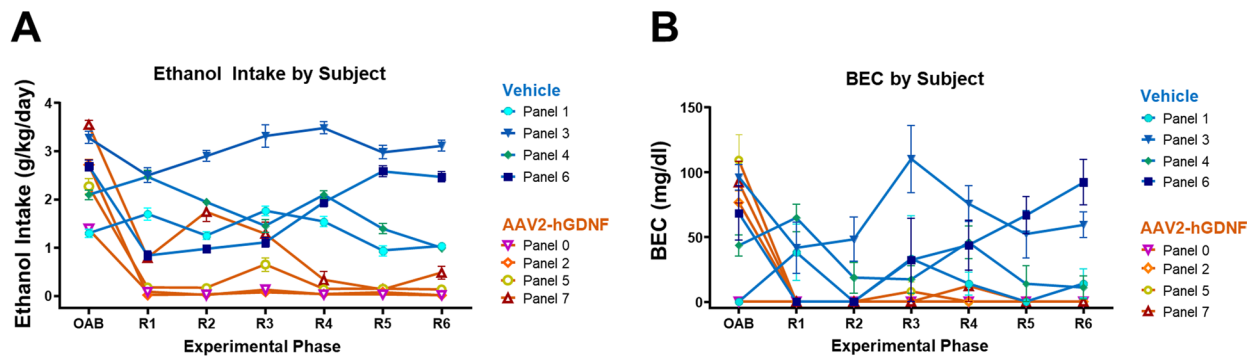 A
Ethanol Intake by Subject
Ethanol Intake (g/kg/day)
4
3
2
1
0
OAB R1 R2 R3 R4 R5 R6
Experimental Phase
Vehicle
Panel 1
Panel 3
Panel 4
Panel 6
AAV2-hGDNF
Panel 0
Panel 2
Panel 5
Panel 7
B
BEC by Subject
BEC (mg/dl)
150
100
50
0
OAB R1 R2 R3 R4 R5 R6
Experimental Phase
Vehicle
Panel 1
Panel 3
Panel 4
Panel 6
AAV2-hGDNF
Panel 0
Panel 2
Panel 5
Panel 7